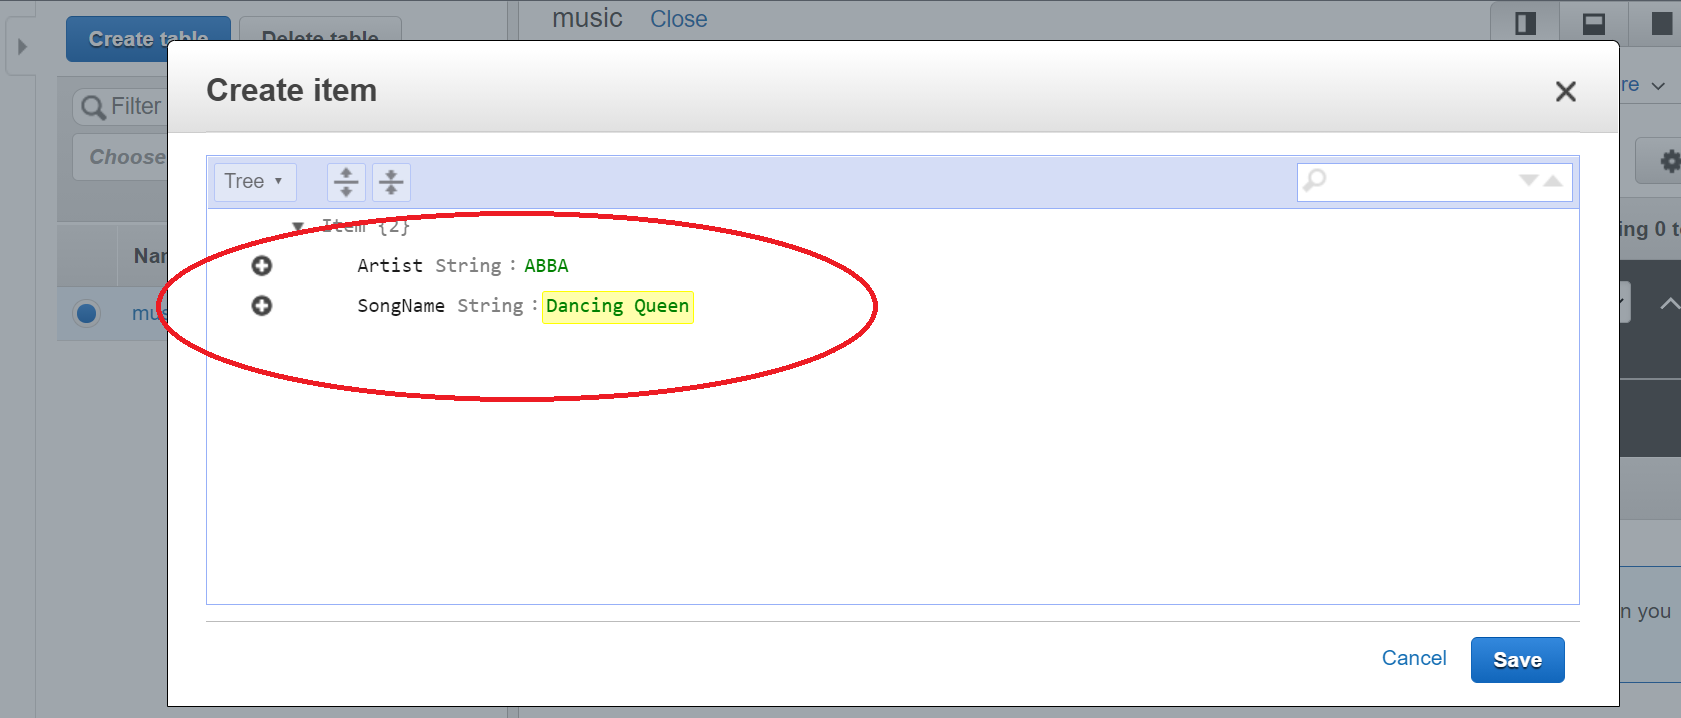 music Close
Create table Delete table
Create item
re
Filter
Choose
Tree
Item {2}
ing 0 t
Nar
Artist String : ABBA
SongName String : Dancing Queen
mus
n you
Cancel Save